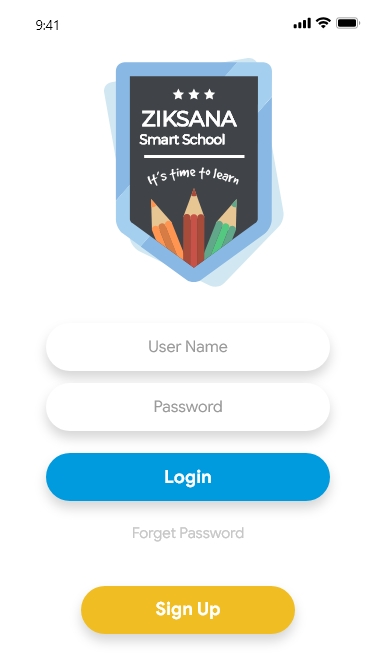 9:41
ZIKSANA
Smart School
It's time to learn
User Name
Password
Login
Forget Password
Sign Up